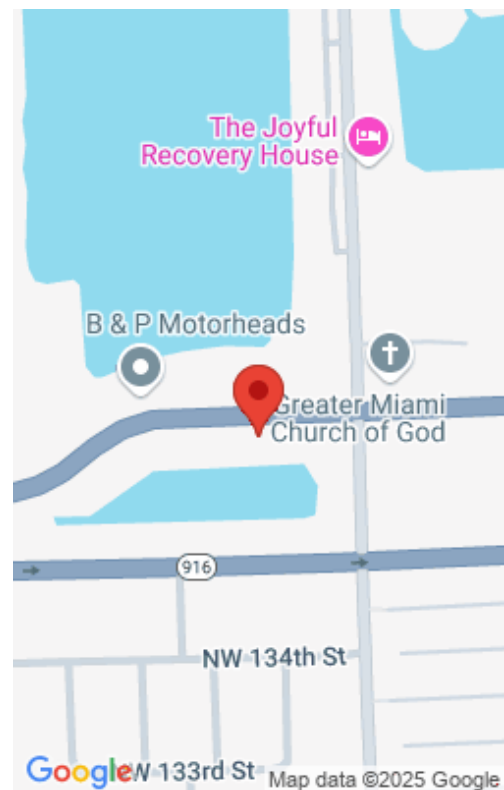 The Joyful
Recovery House
B & P Motorheads
Greater Miami
Church of God
916
NW 134th St
Google
W 133rd St
Map data ©2025 Google